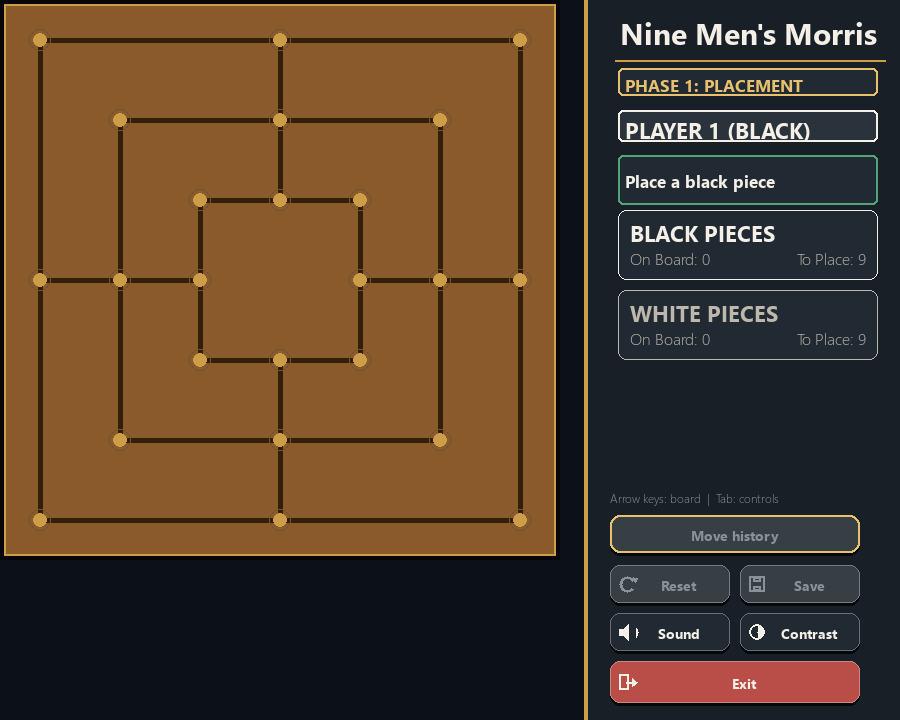 Nine Men's Morris
PHASE 1: PLACEMENT
PLAYER 1 (BLACK)
Place a black piece
BLACK PIECES
On Board: 0 To Place: 9
WHITE PIECES
On Board: 0 To Place: 9
Arrow keys: board | Tab: controls
Move history
Reset Save
Sound Contrast
Exit